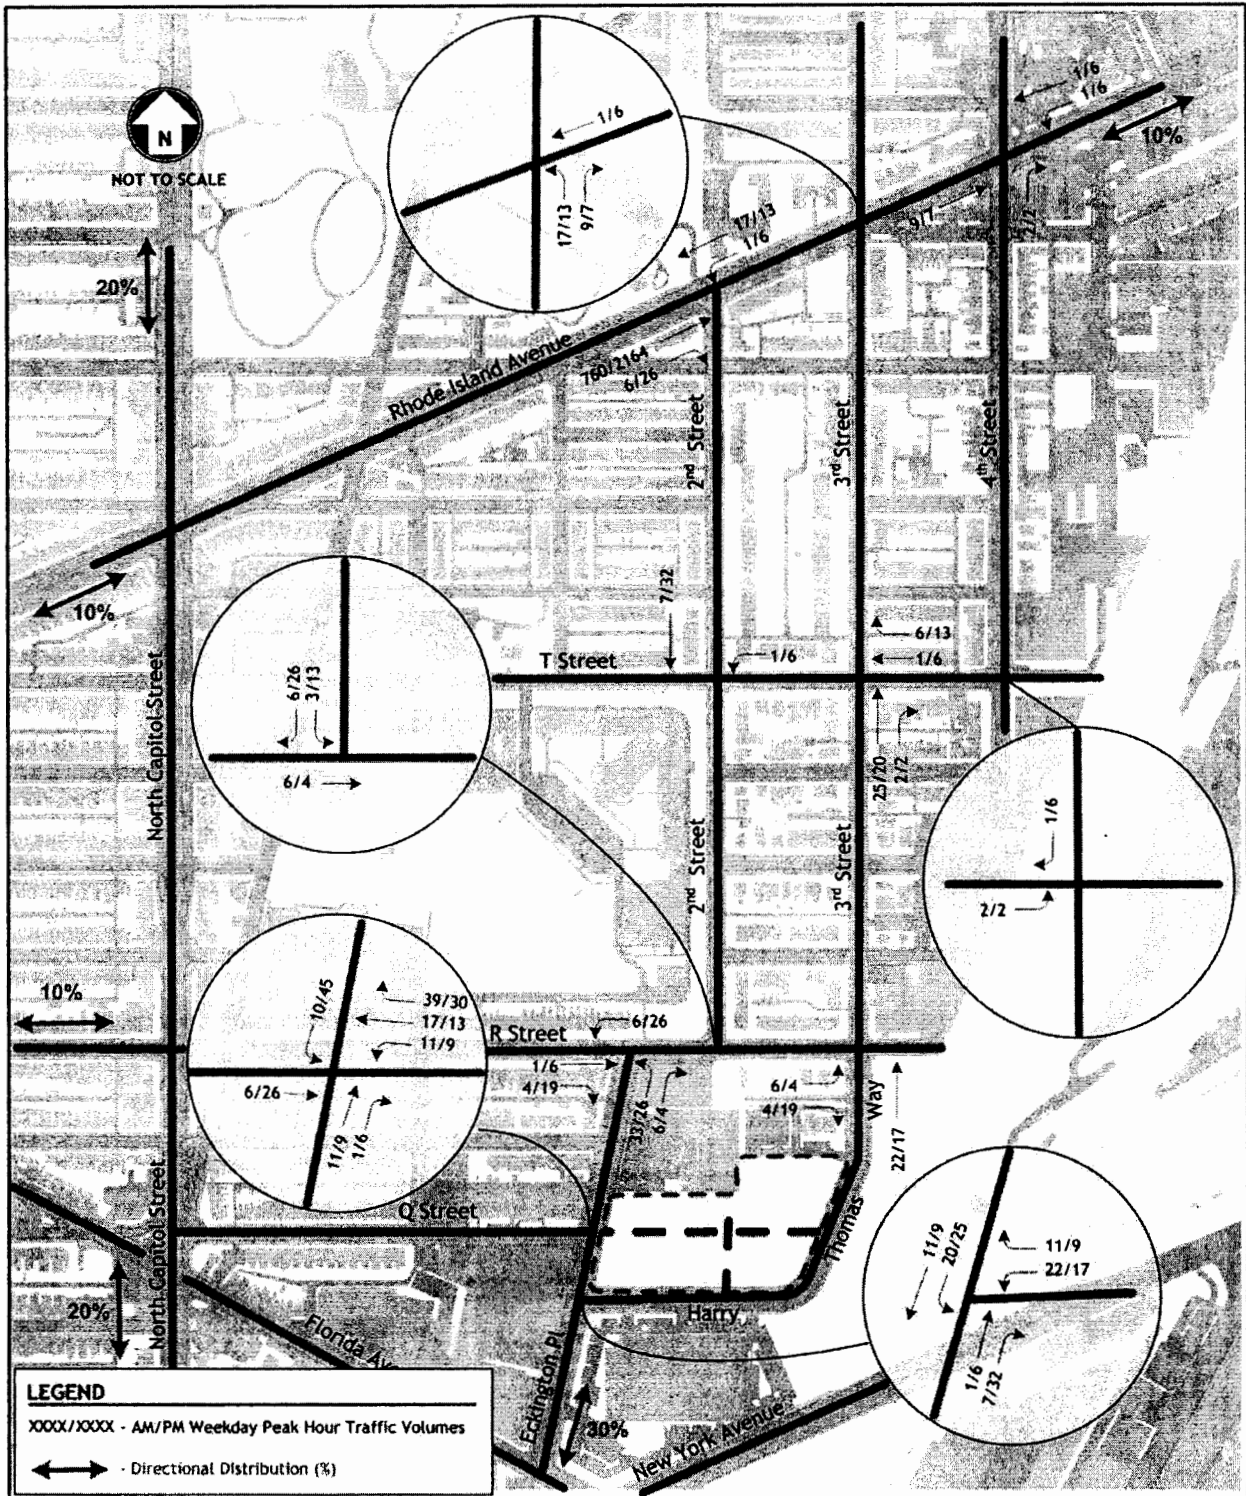 1/6
17/13
9/7
N
NOT TO SCALE
20%
1/6
1/6
10%
17/13
1/6
9/7
2/2
Rhode Island Avenue
760/2164
6/26
2nd Street
3rd Street
4th Street
10%
7/32
6/13
1/6
T Street
1/6
6/26
3/13
6/4
North Capitol Street
25/20
2/2
1/6
2/2
2nd Street
3rd Street
10%
10/45
39/30
17/13
11/9
6/26
11/9
1/6
R Street
6/26
1/6
4/19
33/26
6/4
6/4
4/19
Way
22/17
Q Street
Thomas
Harry
11/9
20/25
11/9
22/17
1/6
7/32
North Capitol Street
20%
Florida
Eckington Pl.
30%
New York Avenue
LEGEND
XXXX/XXXX - AM/PM Weekday Peak Hour Traffic Volumes
- Directional Distribution (%)